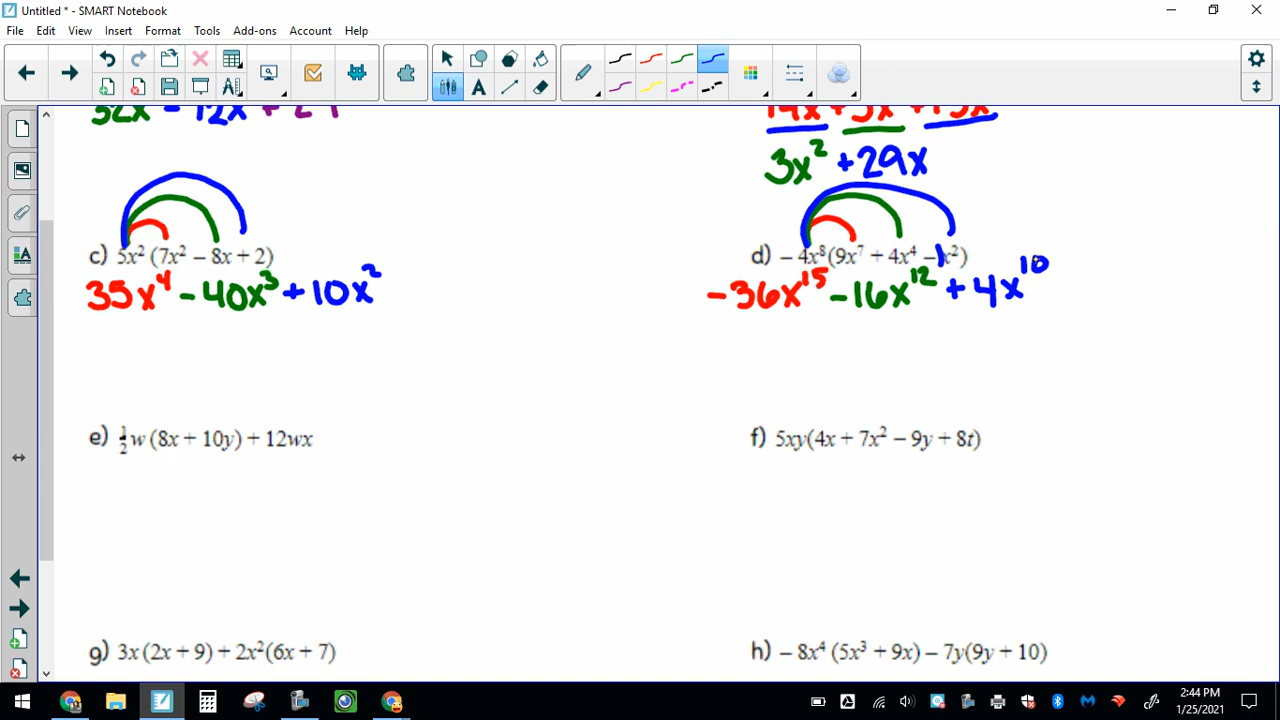 Untitled * - SMART Notebook
File Edit View Insert Format Tools Add-ons Account Help
3x² + 29x
c) 5x² (7x² – 8x + 2)
35x⁴ - 40x³ + 10x²
d) – 4x⁸(9x⁷ + 4x⁴ – 1x²)
-36x¹⁵ - 16x¹² + 4x¹⁰
e) ½w (8x + 10y) + 12wx
f) 5xy(4x + 7x² – 9y + 8t)
g) 3x (2x + 9) + 2x²(6x + 7)
h) – 8x⁴ (5x³ + 9x) – 7y(9y + 10)
2:44 PM
1/25/2021